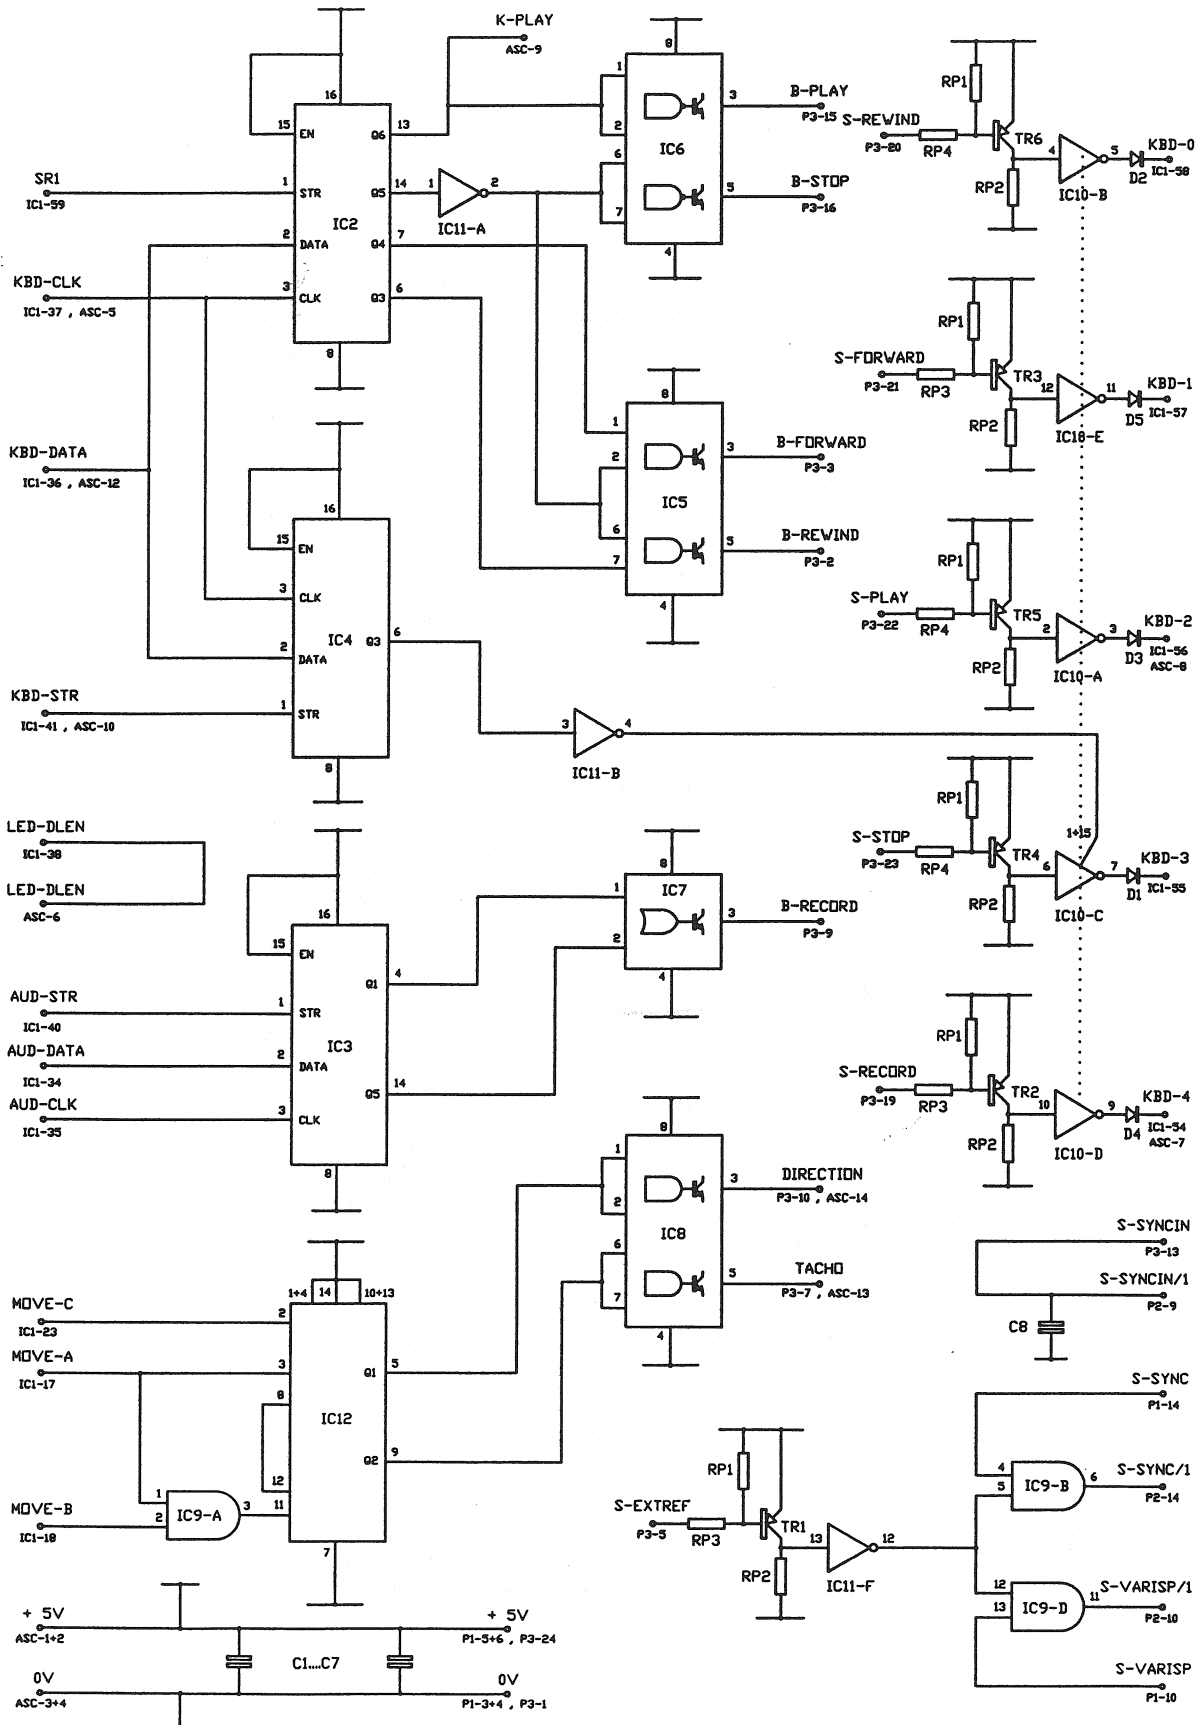 K-PLAY
ASC-9
16
15
EN
Q6
13
SR1
IC1-59
1
STR
Q5
14
1
2
IC11-A
IC2
2
DATA
Q4
7
KBD-CLK
IC1-37 , ASC-5
3
CLK
Q3
6
8
8
1
2
6
7
IC6
3
5
4
B-PLAY
P3-15
B-STOP
P3-16
KBD-DATA
IC1-36 , ASC-12
16
15
EN
3
CLK
IC4
Q3
6
2
DATA
KBD-STR
IC1-41 , ASC-10
1
STR
8
3
4
IC11-B
8
1
2
6
7
IC5
3
5
4
B-FORWARD
P3-3
B-REWIND
P3-2
LED-DLEN
IC1-38
LED-DLEN
ASC-6
16
15
EN
Q1
4
AUD-STR
IC1-40
1
STR
IC3
AUD-DATA
IC1-34
2
DATA
Q5
14
AUD-CLK
IC1-35
3
CLK
8
8
IC7
1
2
3
4
B-RECORD
P3-9
8
1
2
6
7
IC8
3
5
4
DIRECTION
P3-10 , ASC-14
TACHO
P3-7 , ASC-13
1+4
14
10+13
MOVE-C
IC1-23
2
MOVE-A
IC1-17
3
Q1
5
8
IC12
Q2
9
12
11
MOVE-B
IC1-18
1
2
IC9-A
3
7
+ 5V
ASC-1+2
+ 5V
P1-5+6 , P3-24
C1....C7
0V
ASC-3+4
0V
P1-3+4 , P3-1
RP1
S-REWIND
P3-20
RP4
TR6
RP2
4
5
IC10-B
D2
KBD-0
IC1-58
RP1
S-FORWARD
P3-21
RP3
TR3
RP2
12
11
IC10-E
D5
KBD-1
IC1-57
RP1
S-PLAY
P3-22
RP4
TR5
RP2
2
3
IC10-A
D3
KBD-2
IC1-56
ASC-8
RP1
S-STOP
P3-23
RP4
TR4
RP2
1+15
6
7
IC10-C
D1
KBD-3
IC1-55
RP1
S-RECORD
P3-19
RP3
TR2
RP2
10
9
IC10-D
D4
KBD-4
IC1-54
ASC-7
S-SYNCIN
P3-13
S-SYNCIN/1
P2-9
C8
S-SYNC
P1-14
RP1
S-EXTREF
P3-5
RP3
TR1
RP2
13
12
IC11-F
4
5
IC9-B
6
S-SYNC/1
P2-14
12
13
IC9-D
11
S-VARISP/1
P2-10
S-VARISP
P1-10